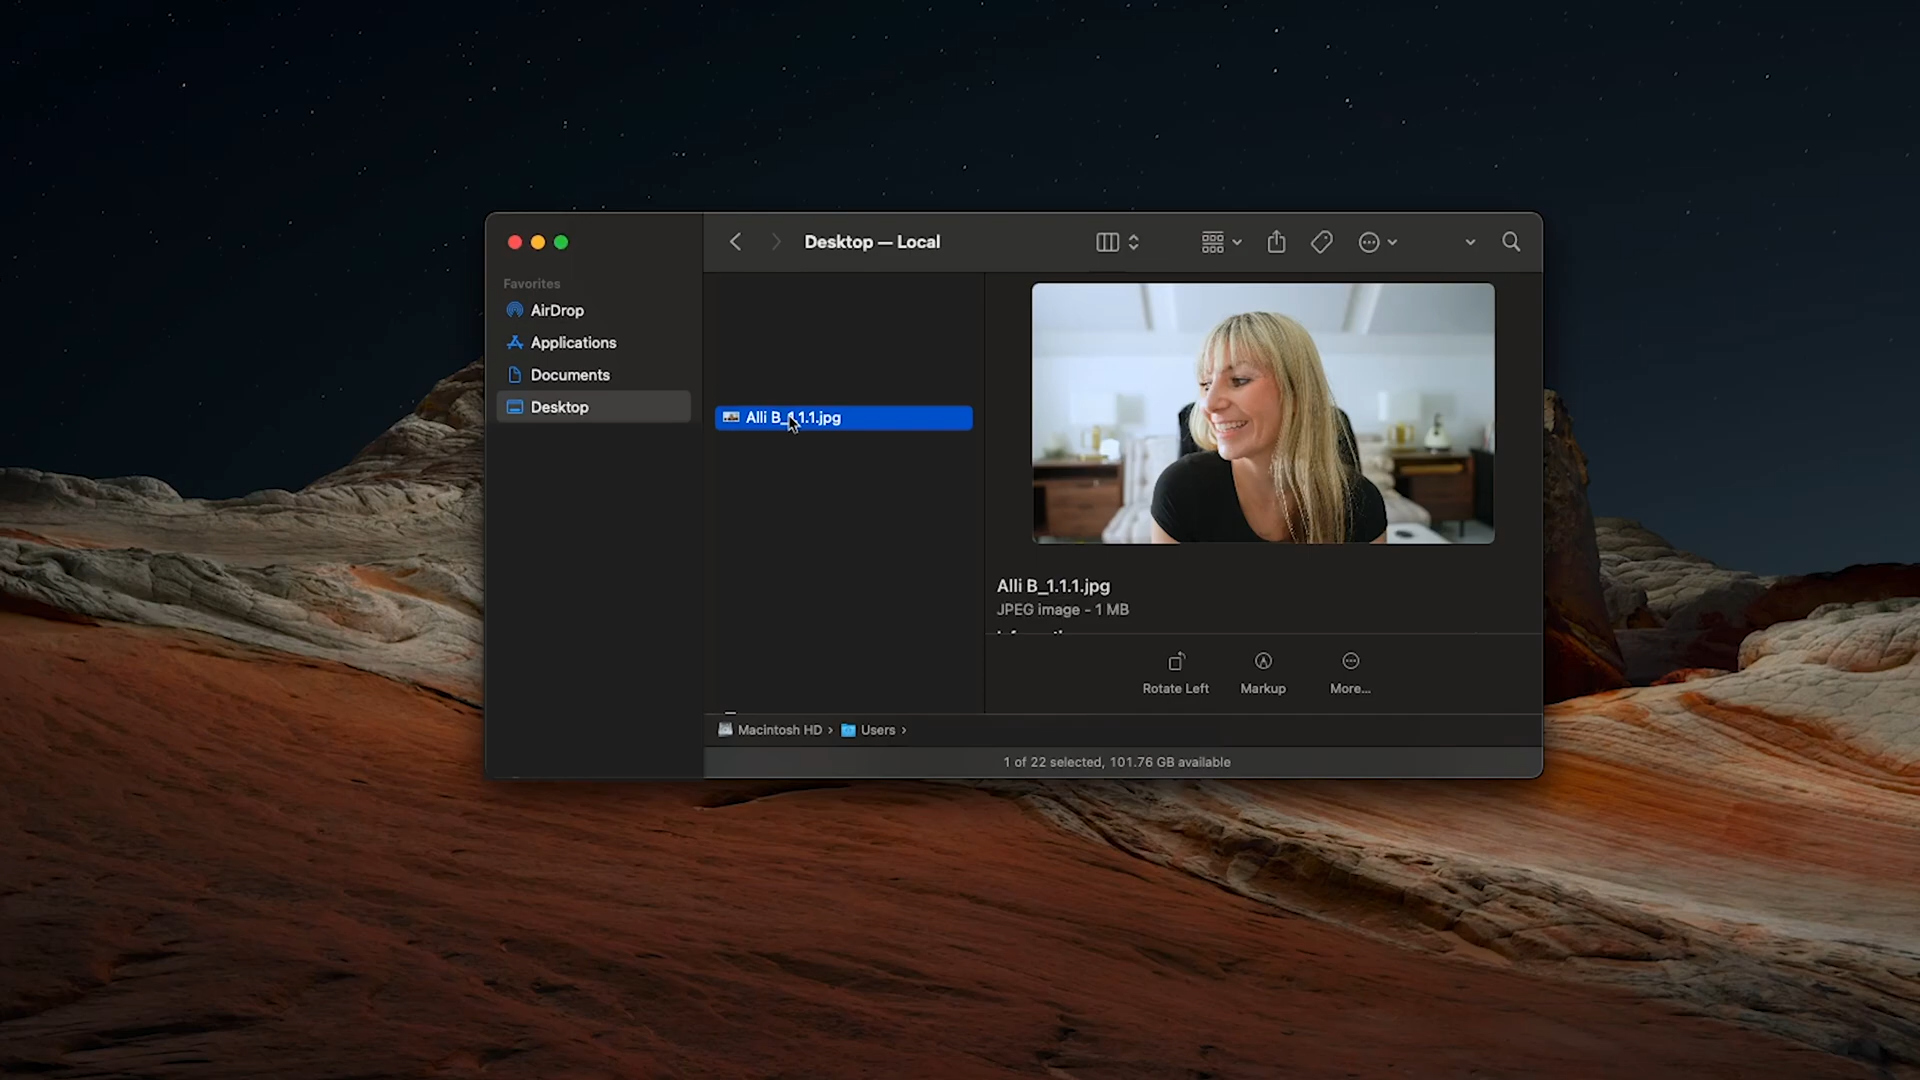 Desktop — Local
Favorites
AirDrop
Applications
Documents
Desktop
Alli B_1.1.1.jpg
Alli B_1.1.1.jpg
JPEG image - 1 MB
Rotate Left
Markup
More...
Macintosh HD › Users ›
1 of 22 selected, 101.76 GB available